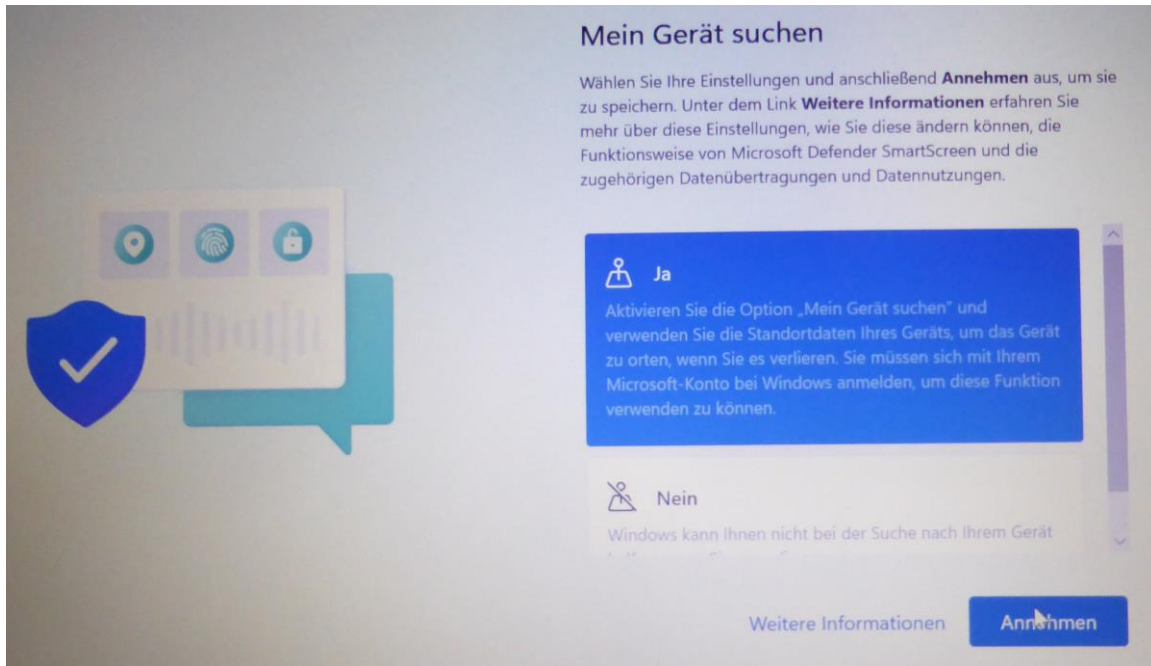 Mein Gerät suchen
Wählen Sie Ihre Einstellungen und anschließend Annehmen aus, um sie
zu speichern. Unter dem Link Weitere Informationen erfahren Sie
mehr über diese Einstellungen, wie Sie diese ändern können, die
Funktionsweise von Microsoft Defender SmartScreen und die
zugehörigen Datenübertragungen und Datennutzungen.
Ja
Aktivieren Sie die Option „Mein Gerät suchen" und
verwenden Sie die Standortdaten Ihres Geräts, um das Gerät
zu orten, wenn Sie es verlieren. Sie müssen sich mit Ihrem
Microsoft-Konto bei Windows anmelden, um diese Funktion
verwenden zu können.
Nein
Windows kann Ihnen nicht bei der Suche nach Ihrem Gerät
Weitere Informationen
Annehmen